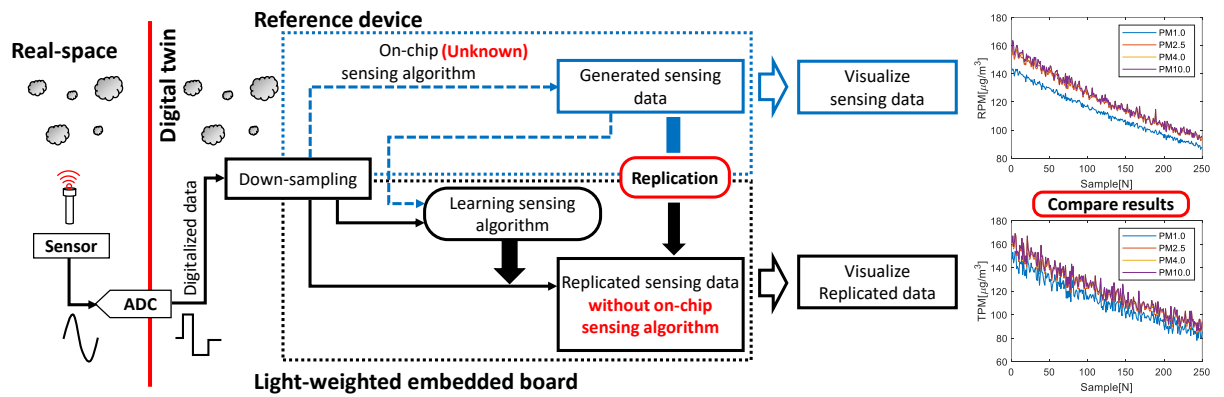 Real-space
Digital twin
Reference device
On-chip (Unknown)
sensing algorithm
Generated sensing
data
Visualize
sensing data
Down-sampling
Replication
Learning sensing
algorithm
Digitalized data
Sensor
ADC
Replicated sensing data
without on-chip
sensing algorithm
Visualize
Replicated data
Light-weighted embedded board
RPM[μg/m³]
180
160
140
120
100
80
PM1.0
PM2.5
PM4.0
PM10.0
0 50 100 150 200 250
Sample[N]
Compare results
TPM[μg/m³]
180
160
140
120
100
80
60
PM1.0
PM2.5
PM4.0
PM10.0
0 50 100 150 200 250
Sample[N]